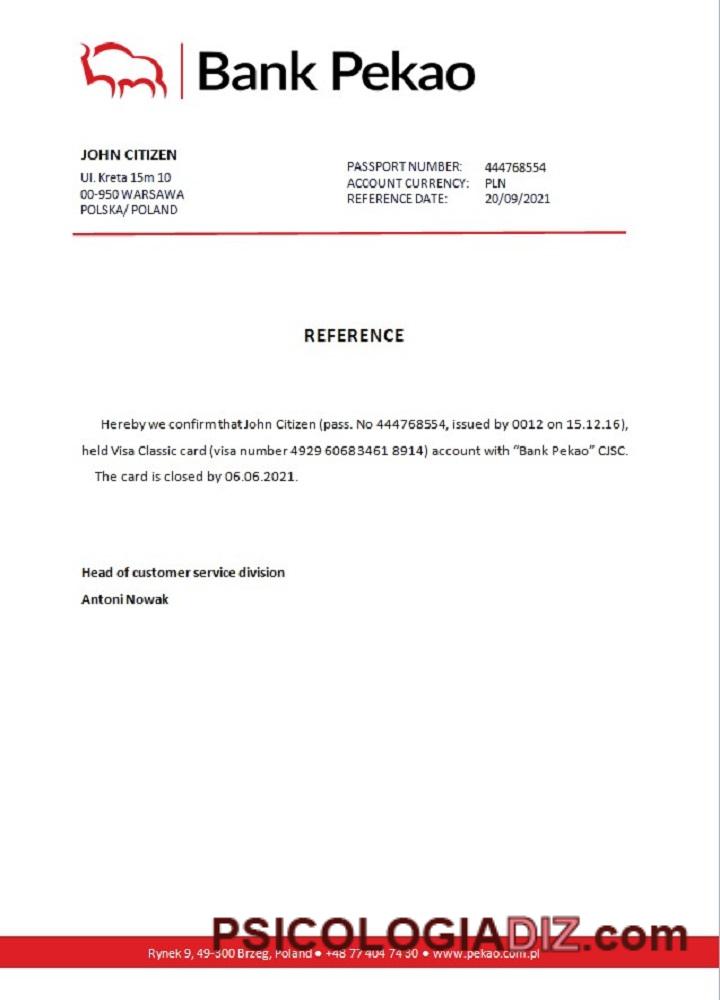 Bank Pekao
JOHN CITIZEN
Ul. Kreta 15m 10
00-950 WARSAWA
POLSKA/ POLAND
PASSPORT NUMBER: 444768554
ACCOUNT CURRENCY: PLN
REFERENCE DATE: 20/09/2021
REFERENCE
Hereby we confirm that John Citizen (pass. No 444768554, issued by 0012 on 15.12.16),
held Visa Classic card (visa number 4929 60683461 8914) account with “Bank Pekao” CJSC.
The card is closed by 06.06.2021.
Head of customer service division
Antoni Nowak
PSICOLOGIADIZ.com
Rynek 9, 49-300 Brzeg, Poland ● +48 77 404 74 30 ● www.pekao.com.pl